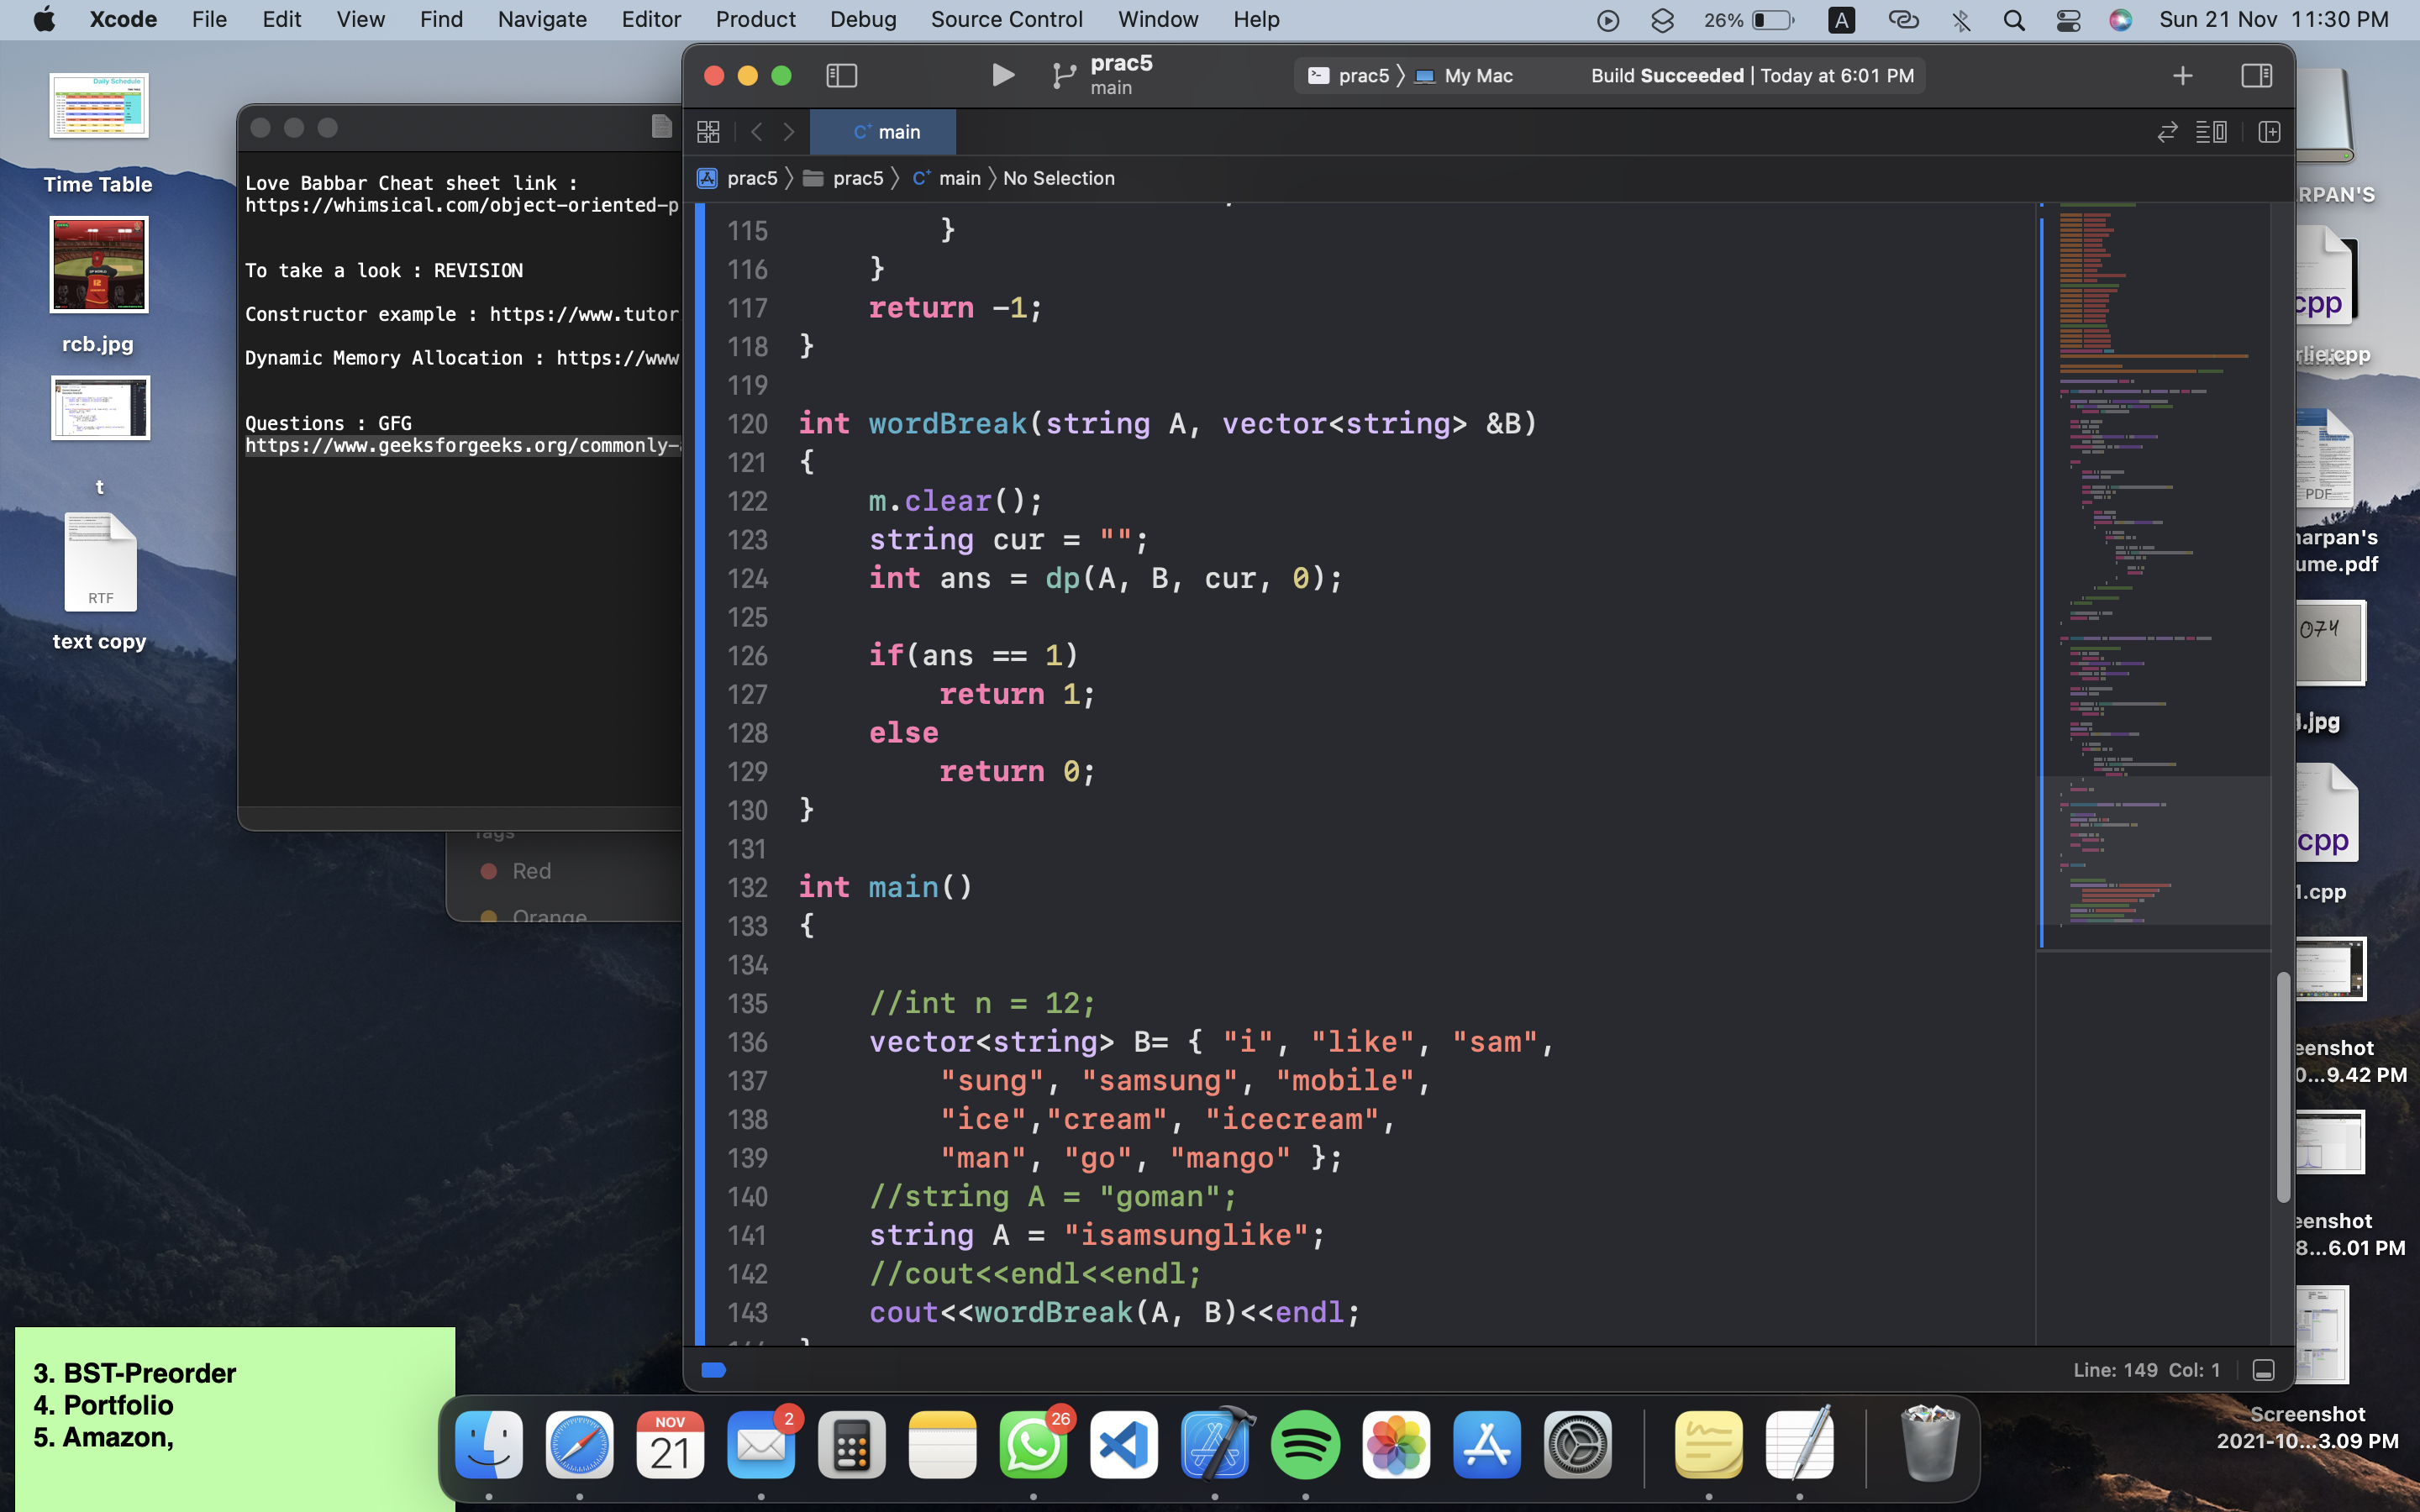 Xcode File Edit View Find Navigate Editor Product Debug Source Control Window Help 26% A Sun 21 Nov 11:30 PM
Daily Schedule
Time Table
rcb.jpg
t
RTF
text copy
Love Babbar Cheat sheet link :
https://whimsical.com/object-oriented-p
To take a look : REVISION
Constructor example : https://www.tutor
Dynamic Memory Allocation : https://www
Questions : GFG
https://www.geeksforgeeks.org/commonly-
Tags
Red
Orange
3. BST-Preorder
4. Portfolio
5. Amazon,
prac5
main
prac5 〉 My Mac Build Succeeded | Today at 6:01 PM
main
prac5 〉 prac5 〉 main 〉 No Selection
115 }
116 }
117 return -1;
118 }
119
120 int wordBreak(string A, vector<string> &B)
121 {
122 m.clear();
123 string cur = "";
124 int ans = dp(A, B, cur, 0);
125
126 if(ans == 1)
127 return 1;
128 else
129 return 0;
130 }
131
132 int main()
133 {
134
135 //int n = 12;
136 vector<string> B= { "i", "like", "sam",
137 "sung", "samsung", "mobile",
138 "ice","cream", "icecream",
139 "man", "go", "mango" };
140 //string A = "goman";
141 string A = "isamsunglike";
142 //cout<<endl<<endl;
143 cout<<wordBreak(A, B)<<endl;
Line: 149 Col: 1
RPAN'S
cpp
rlie.cpp
PDF
harpan's
ume.pdf
074
.jpg
cpp
1.cpp
eenshot
0...9.42 PM
eenshot
8...6.01 PM
Screenshot
2021-10...3.09 PM
NOV
21
2
26